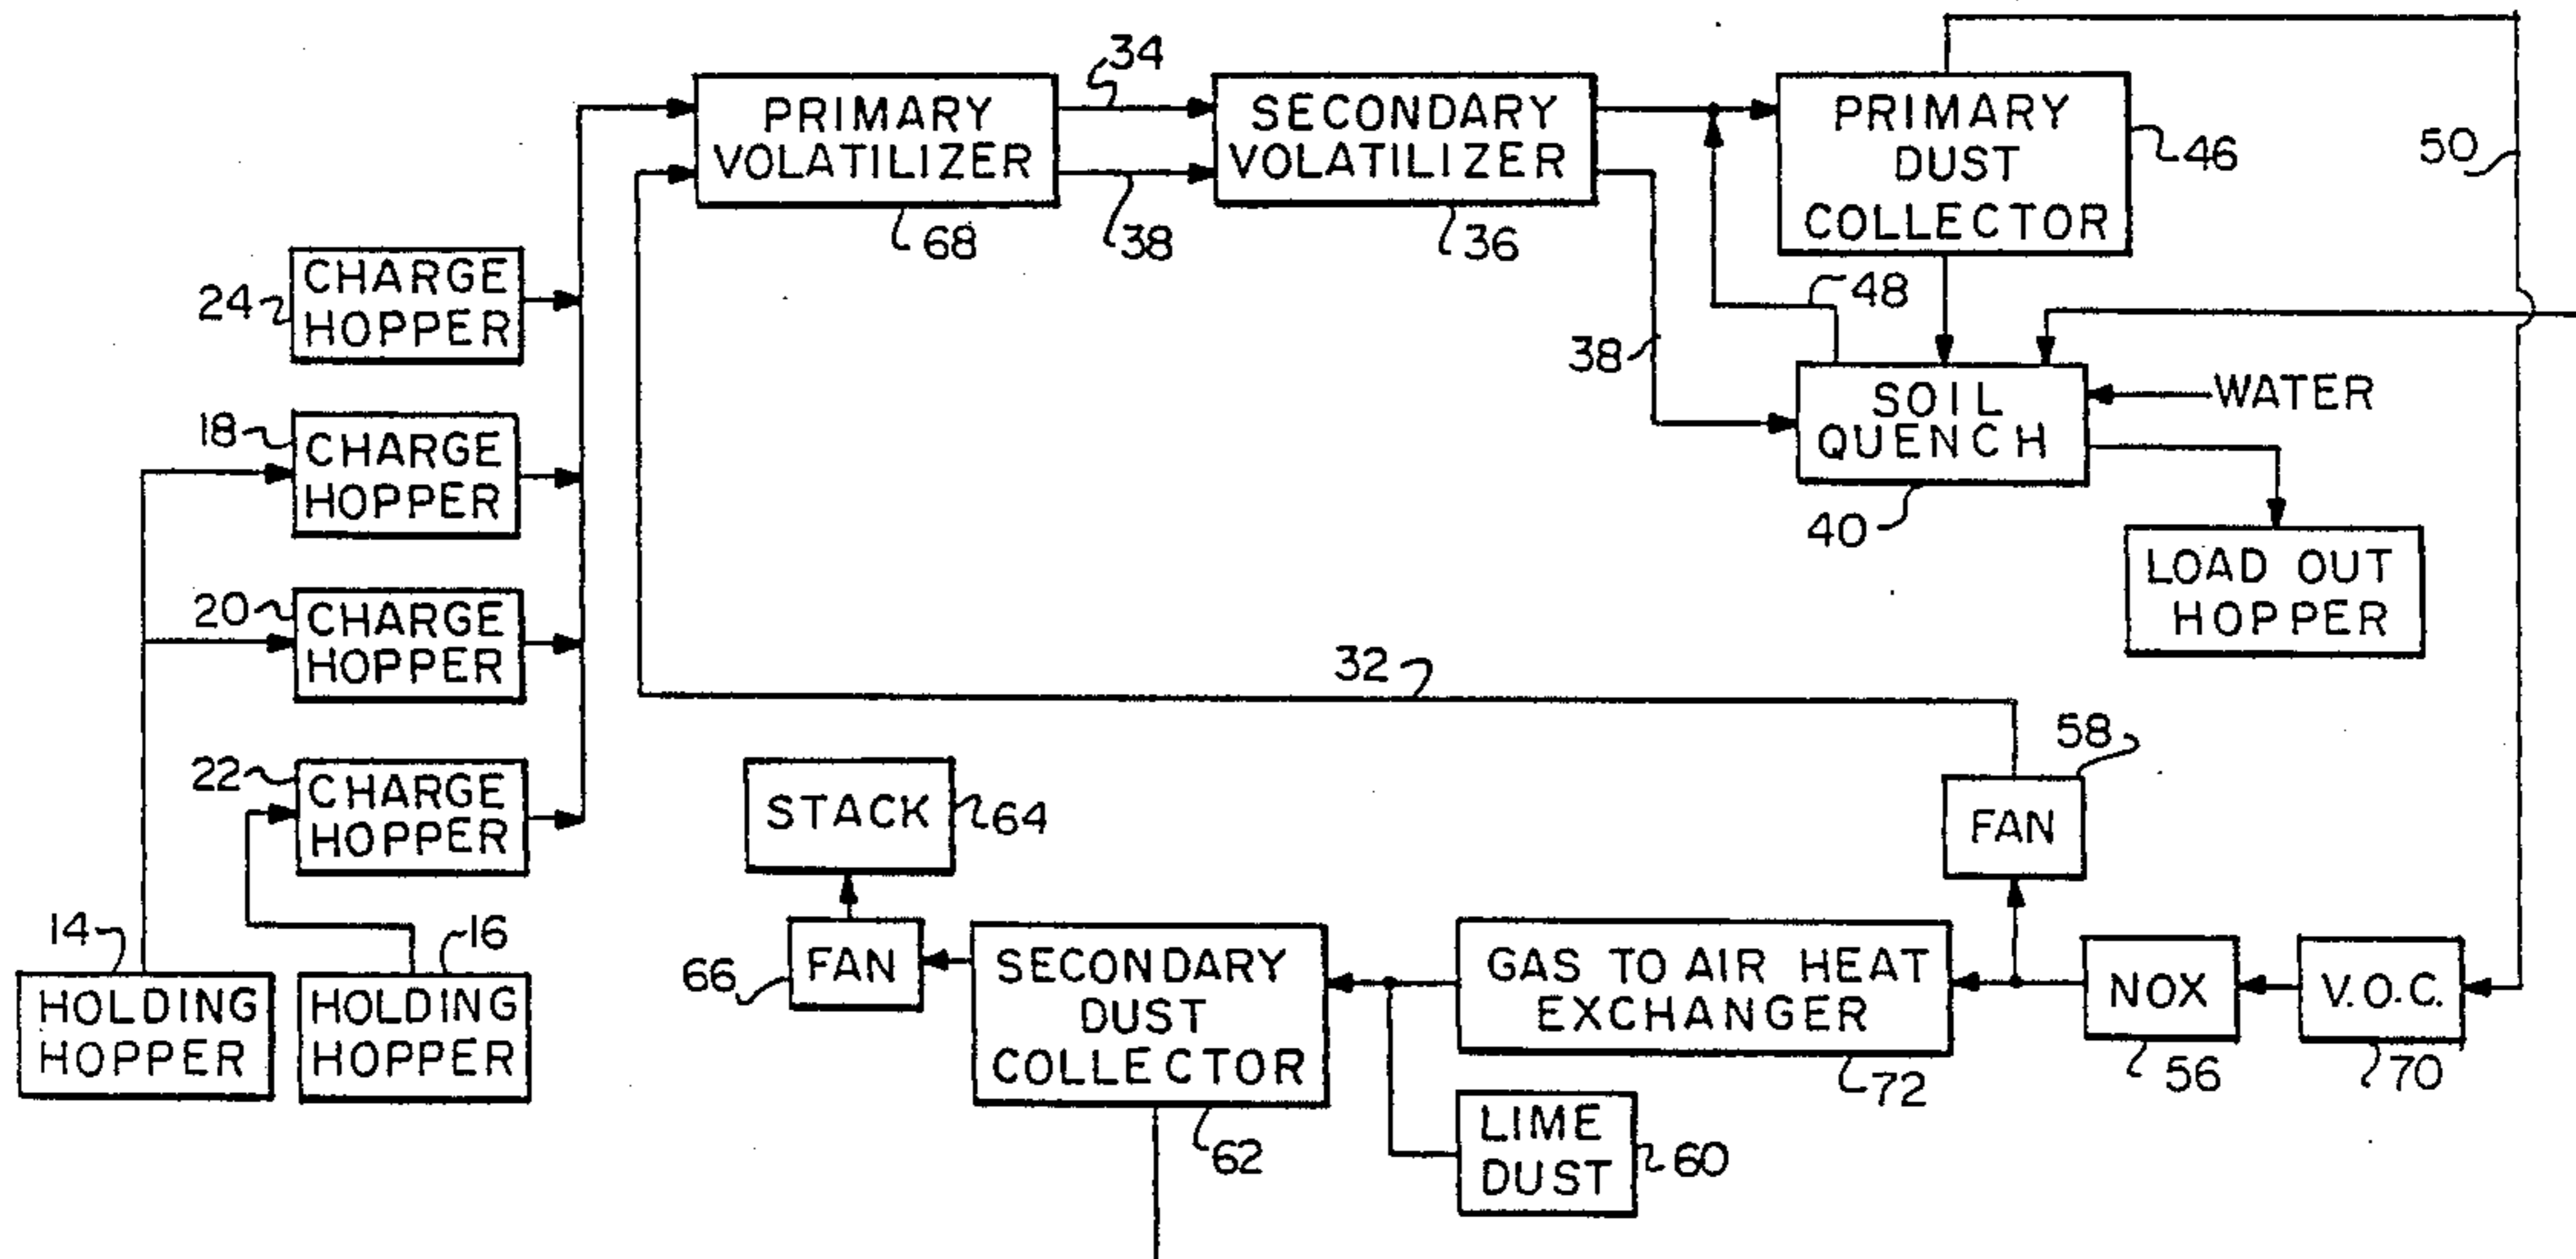 34
PRIMARY
VOLATILIZER
68
38
SECONDARY
VOLATILIZER
36
PRIMARY
DUST
COLLECTOR
46
50
24
CHARGE
HOPPER
48
38
18
CHARGE
HOPPER
SOIL
QUENCH
WATER
40
LOAD OUT
HOPPER
20
CHARGE
HOPPER
32
22
CHARGE
HOPPER
STACK
64
58
FAN
14
HOLDING
HOPPER
16
HOLDING
HOPPER
66
FAN
SECONDARY
DUST
COLLECTOR
62
GAS TO AIR HEAT
EXCHANGER
72
NOX
56
V.O.C.
70
LIME
DUST
60